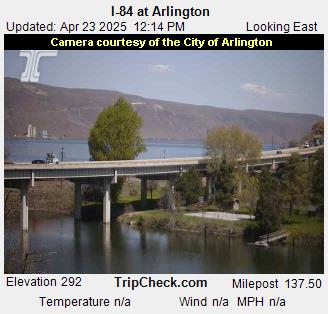 I-84 at Arlington
Updated: Apr 23 2025 12:14 PM Looking East
Camera courtesy of the City of Arlington
Elevation 292 TripCheck.com Milepost 137.50
Temperature n/a Wind n/a MPH n/a